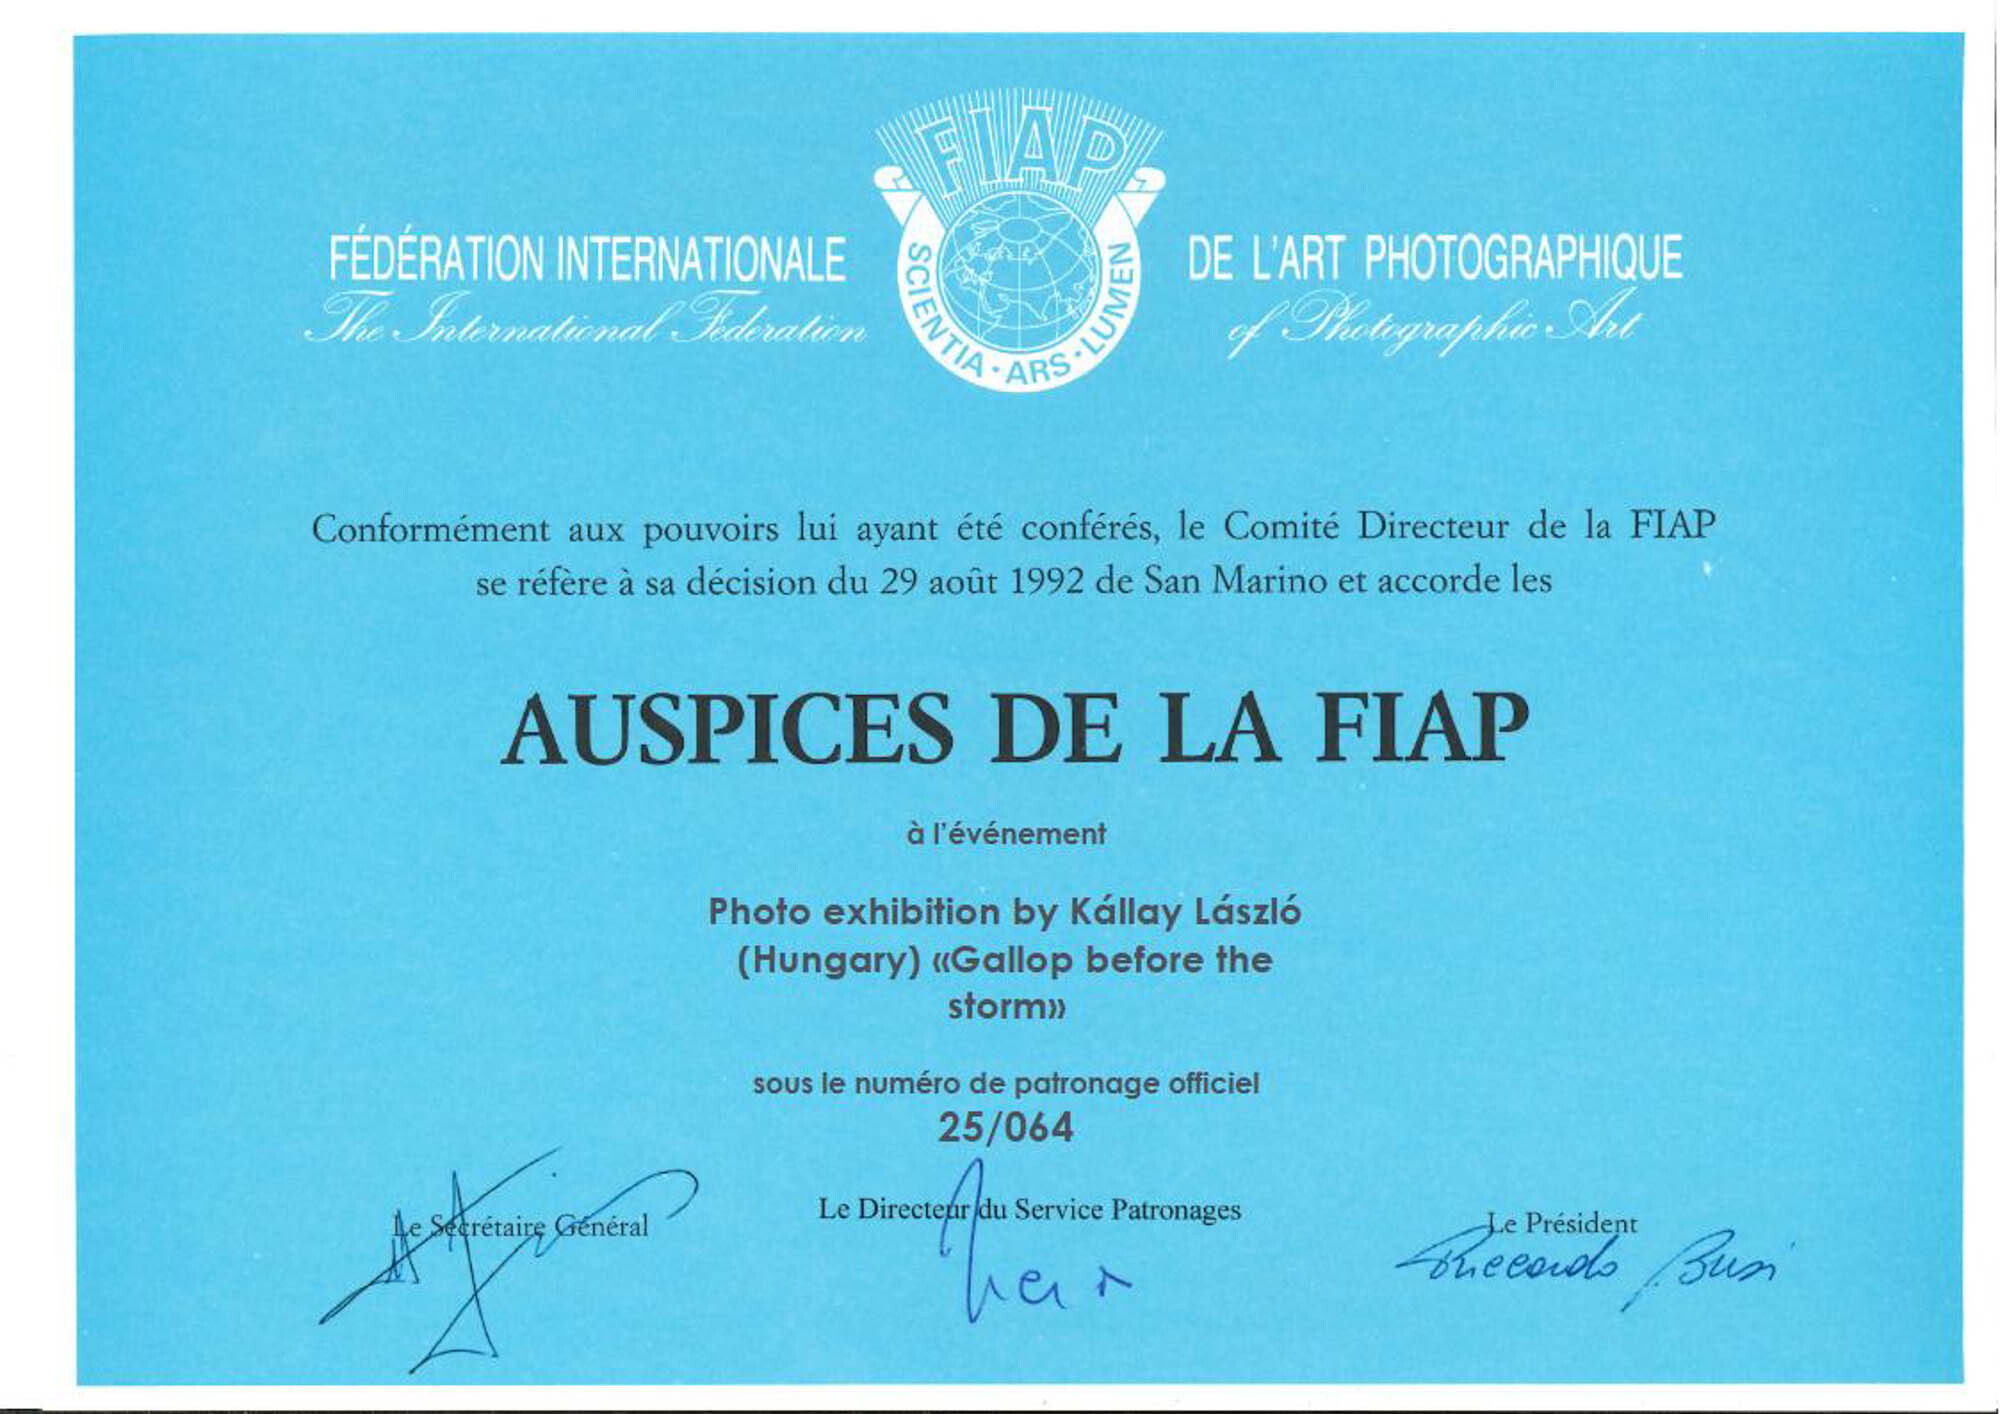 FIAP
SCIENTIA · ARS · LUMEN
FÉDÉRATION INTERNATIONALE DE L'ART PHOTOGRAPHIQUE
The International Federation of Photographic Art
Conformément aux pouvoirs lui ayant été conférés, le Comité Directeur de la FIAP
se réfère à sa décision du 29 août 1992 de San Marino et accorde les
AUSPICES DE LA FIAP
à l'événement
Photo exhibition by Kállay László
(Hungary) «Gallop before the
storm»
sous le numéro de patronage officiel
25/064
Le Secrétaire Général
Le Directeur du Service Patronages
Le Président
Riccardo Busi